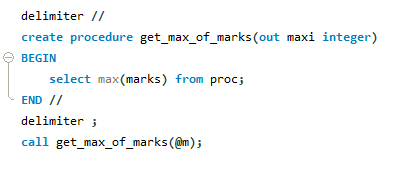 delimiter //
create procedure get_max_of_marks(out maxi integer)
BEGIN
    select max(marks) from proc;
END //
delimiter ;
call get_max_of_marks(@m);